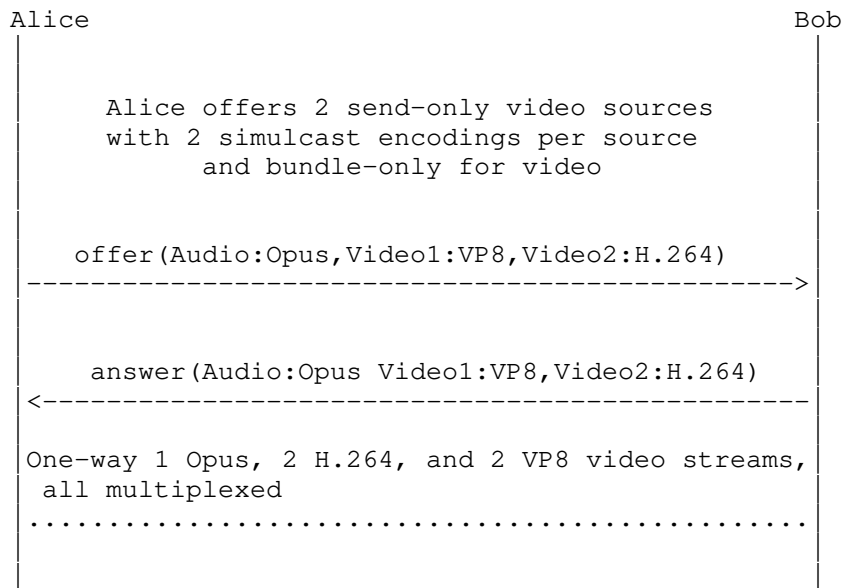 Alice Bob
Alice offers 2 send-only video sources
with 2 simulcast encodings per source
and bundle-only for video
offer(Audio:Opus,Video1:VP8,Video2:H.264)
answer(Audio:Opus Video1:VP8,Video2:H.264)
One-way 1 Opus, 2 H.264, and 2 VP8 video streams,
all multiplexed